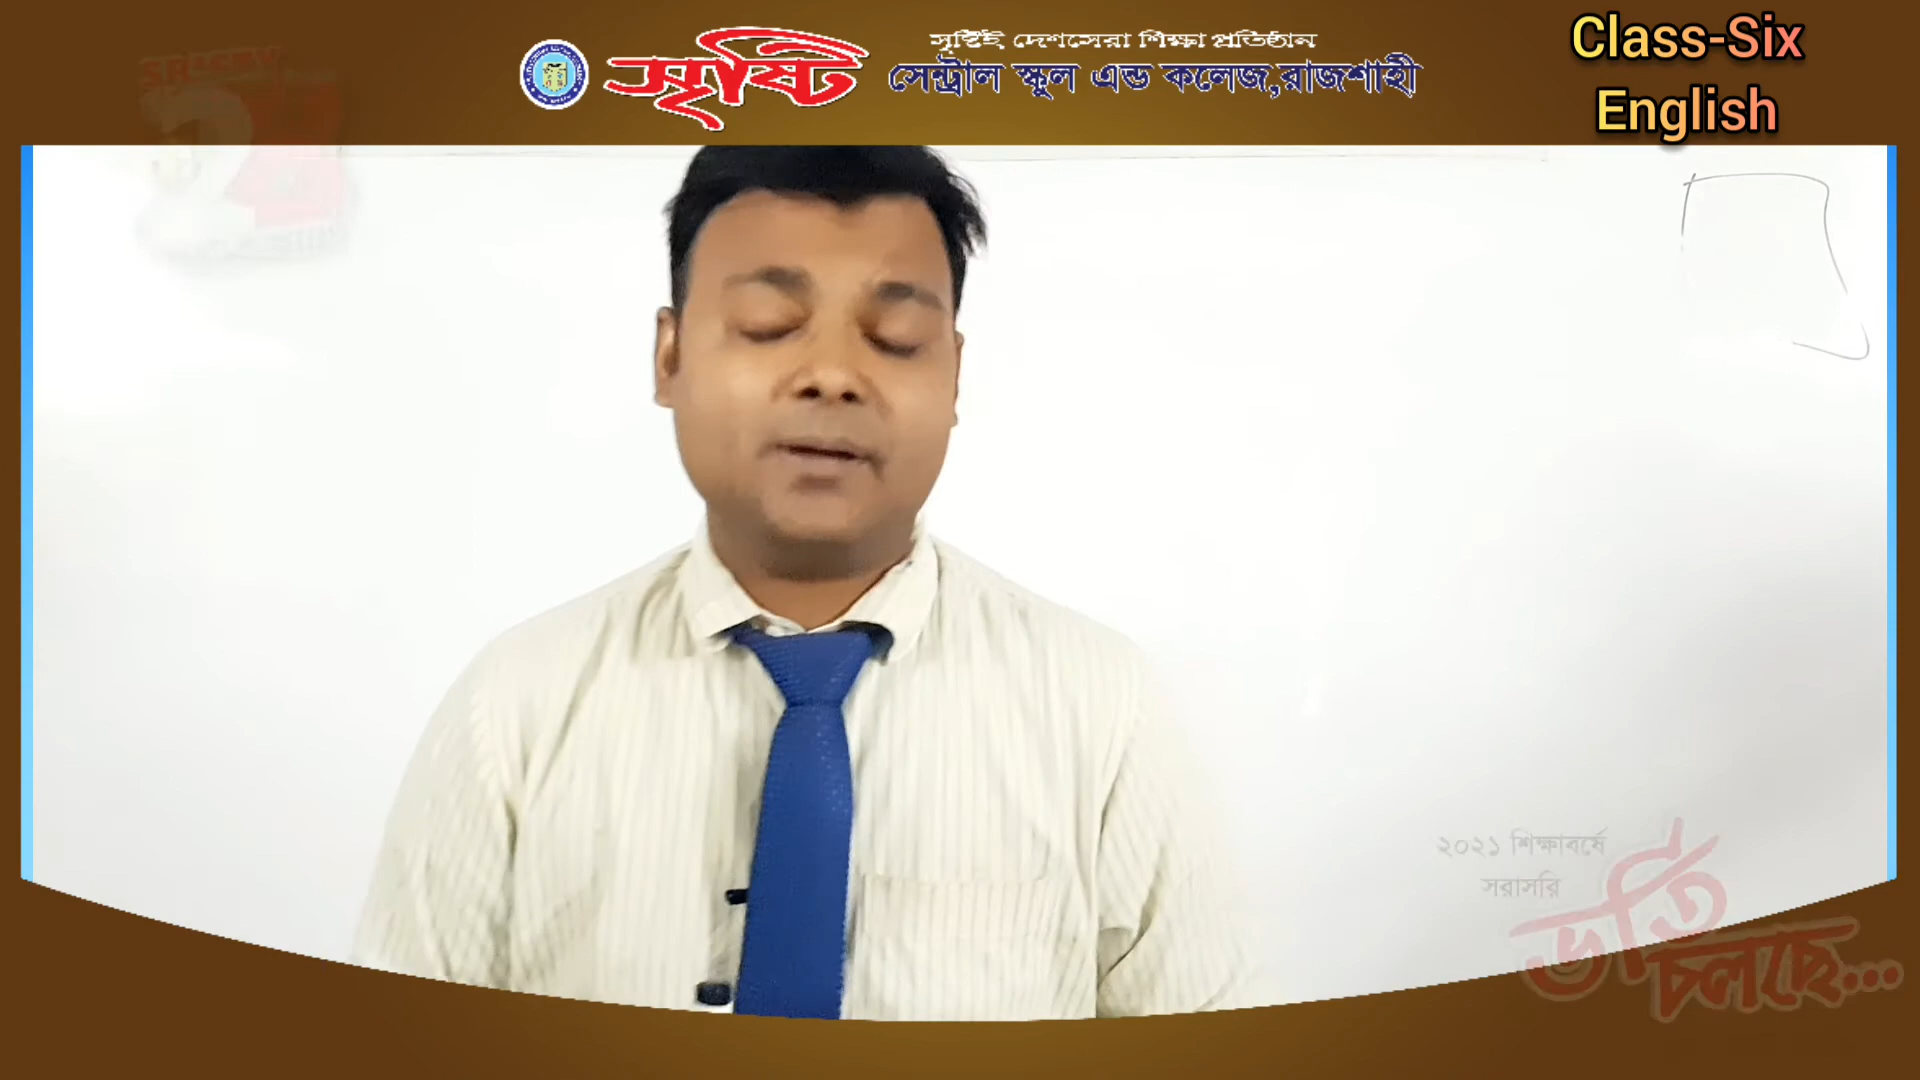 সৃষ্টি
সৃষ্টিই দেশসেরা শিক্ষা প্রতিষ্ঠান
সেন্ট্রাল স্কুল এন্ড কলেজ,রাজশাহী
Class-Six
English
২০২১ শিক্ষাবর্ষে
সরাসরি
ভর্তি
চলছে...